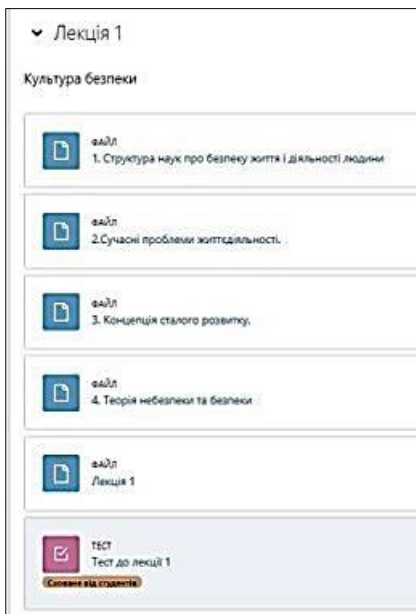 Лекція 1
Культура безпеки
ФАЙЛ
1. Структура наук про безпеку життя і діяльності людини
ФАЙЛ
2.Сучасні проблеми життєдіяльності.
ФАЙЛ
3. Концепція сталого розвитку.
ФАЙЛ
4. Теорія небезпеки та безпеки
ФАЙЛ
Лекція 1
ТЕСТ
Тест до лекції 1
Сховане від студентів